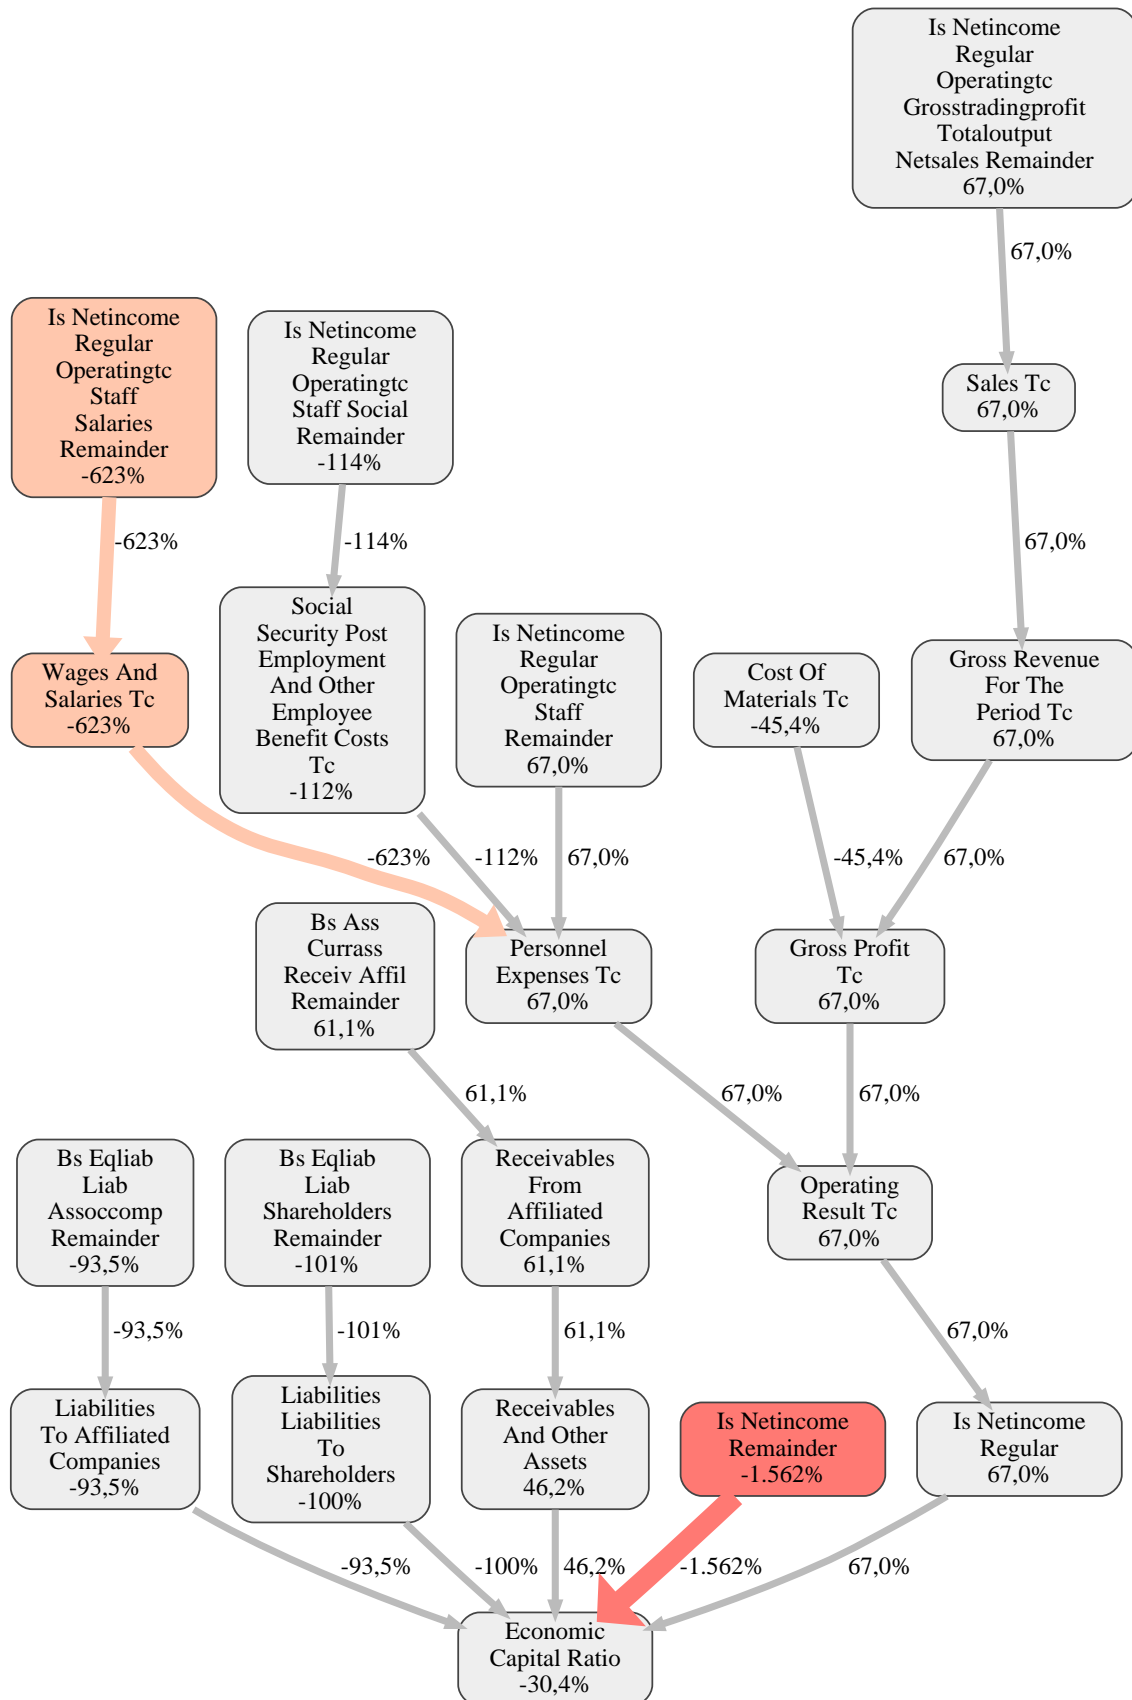 Is Netincome
Regular
Operatingtc
Grosstradingprofit
Totaloutput
Netsales Remainder
67,0%
67,0%
Is Netincome
Regular
Operatingtc
Staff
Salaries
Remainder
-623%
Is Netincome
Regular
Operatingtc
Staff Social
Remainder
-114%
Sales Tc
67,0%
-623%
-114%
67,0%
Wages And
Salaries Tc
-623%
Social
Security Post
Employment
And Other
Employee
Benefit Costs
Tc
-112%
Is Netincome
Regular
Operatingtc
Staff
Remainder
67,0%
Cost Of
Materials Tc
-45,4%
Gross Revenue
For The
Period Tc
67,0%
-623%
-112%
67,0%
-45,4%
67,0%
Bs Ass
Currass
Receiv Affil
Remainder
61,1%
Personnel
Expenses Tc
67,0%
Gross Profit
Tc
67,0%
61,1%
67,0%
67,0%
Bs Eqliab
Liab
Assoccomp
Remainder
-93,5%
Bs Eqliab
Liab
Shareholders
Remainder
-101%
Receivables
From
Affiliated
Companies
61,1%
Operating
Result Tc
67,0%
-93,5%
-101%
61,1%
67,0%
Liabilities
To Affiliated
Companies
-93,5%
Liabilities
Liabilities
To
Shareholders
-100%
Receivables
And Other
Assets
46,2%
Is Netincome
Remainder
-1.562%
Is Netincome
Regular
67,0%
-93,5%
-100%
46,2%
-1.562%
67,0%
Economic
Capital Ratio
-30,4%